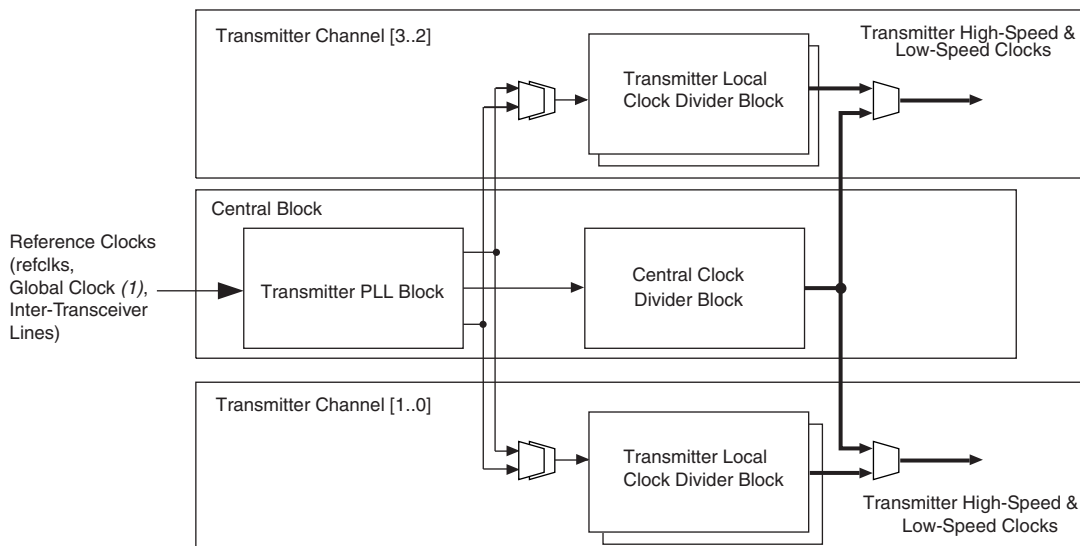 Transmitter Channel [3..2]
Transmitter High-Speed &
Low-Speed Clocks
Transmitter Local
Clock Divider Block
Central Block
Reference Clocks
(refclks,
Global Clock (1),
Inter-Transceiver
Lines)
Transmitter PLL Block
Central Clock
Divider Block
Transmitter Channel [1..0]
Transmitter Local
Clock Divider Block
Transmitter High-Speed &
Low-Speed Clocks